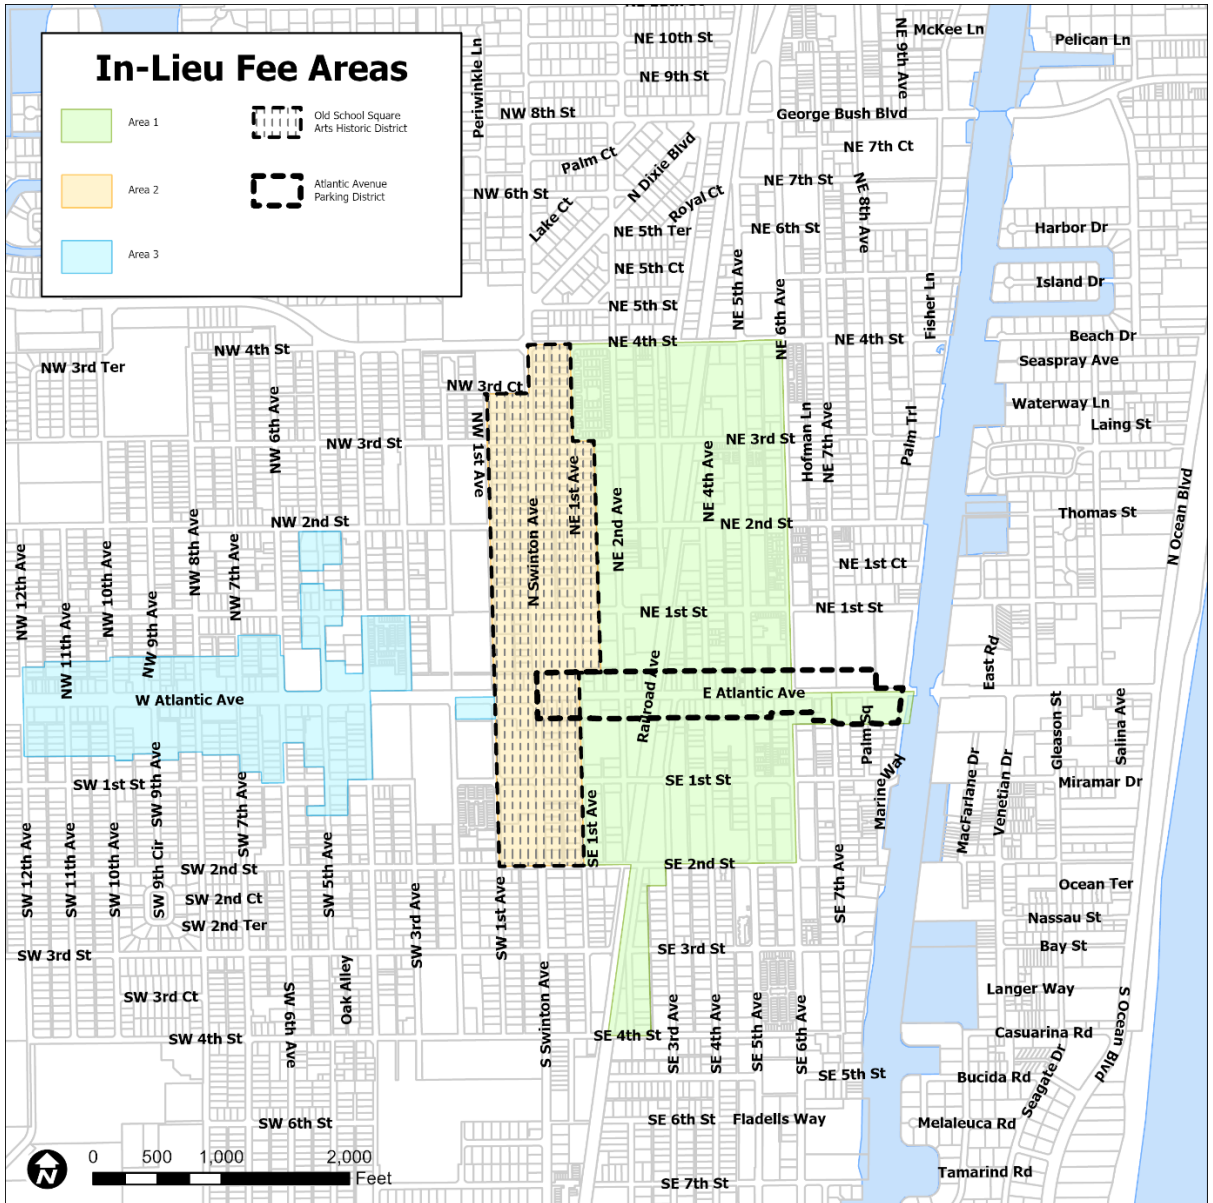 In-Lieu Fee Areas
Area 1
Old School Square
Arts Historic District
Area 2
Atlantic Avenue
Parking District
Area 3
NE 10th St
McKee Ln
Pelican Ln
NE 9th Ave
Periwinkle Ln
NE 9th St
NW 8th St
George Bush Blvd
NE 7th Ct
Palm Ct
N Dixie Blvd
NE 7th St
NW 6th St
Royal Ct
NE 8th Ave
Lake Ct
NE 5th Ter
NE 6th St
Harbor Dr
NE 5th Ct
NE 5th Ave
Island Dr
NE 5th St
NE 6th Ave
Fisher Ln
NE 4th St
NE 4th St
Beach Dr
NW 4th St
Seaspray Ave
NW 3rd Ter
NW 3rd Ct
Waterway Ln
NW 6th Ave
NW 3rd St
NW 1st Ave
NE 3rd St
Hofman Ln
NE 7th Ave
Palm Trl
Laing St
NE 1st Ave
NE 4th Ave
N Ocean Blvd
NW 2nd St
NE 2nd Ave
NE 2nd St
Thomas St
NW 12th Ave
NW 10th Ave
NW 8th Ave
NW 7th Ave
N Swinton Ave
NE 1st Ct
NW 11th Ave
NW 9th Ave
NE 1st St
NE 1st St
East Rd
W Atlantic Ave
Railroad Ave
E Atlantic Ave
Palm Sq
Gleason St
Salina Ave
SW 1st St
SW 9th Ave
SW 7th Ave
SE 1st St
Marine Way
MacFarlane Dr
Venetian Dr
Miramar Dr
SW 12th Ave
SW 11th Ave
SW 10th Ave
SW 9th Cir
SW 2nd St
SW 5th Ave
SE 1st Ave
SE 2nd St
SE 7th Ave
Ocean Ter
SW 2nd Ct
SW 3rd Ave
SW 1st Ave
Nassau St
SW 2nd Ter
SW 3rd St
SE 3rd St
Bay St
SW 3rd Ct
SW 6th Ave
Oak Alley
S Swinton Ave
SE 3rd Ave
SE 4th Ave
SE 5th Ave
SE 6th Ave
Langer Way
S Ocean Blvd
SW 4th St
SE 4th St
Casuarina Rd
SE 5th St
Bucida Rd
Seagate Dr
SW 6th St
SE 6th St
Fladells Way
Melaleuca Rd
N
0 500 1,000 2,000
Feet
SE 7th St
Tamarind Rd